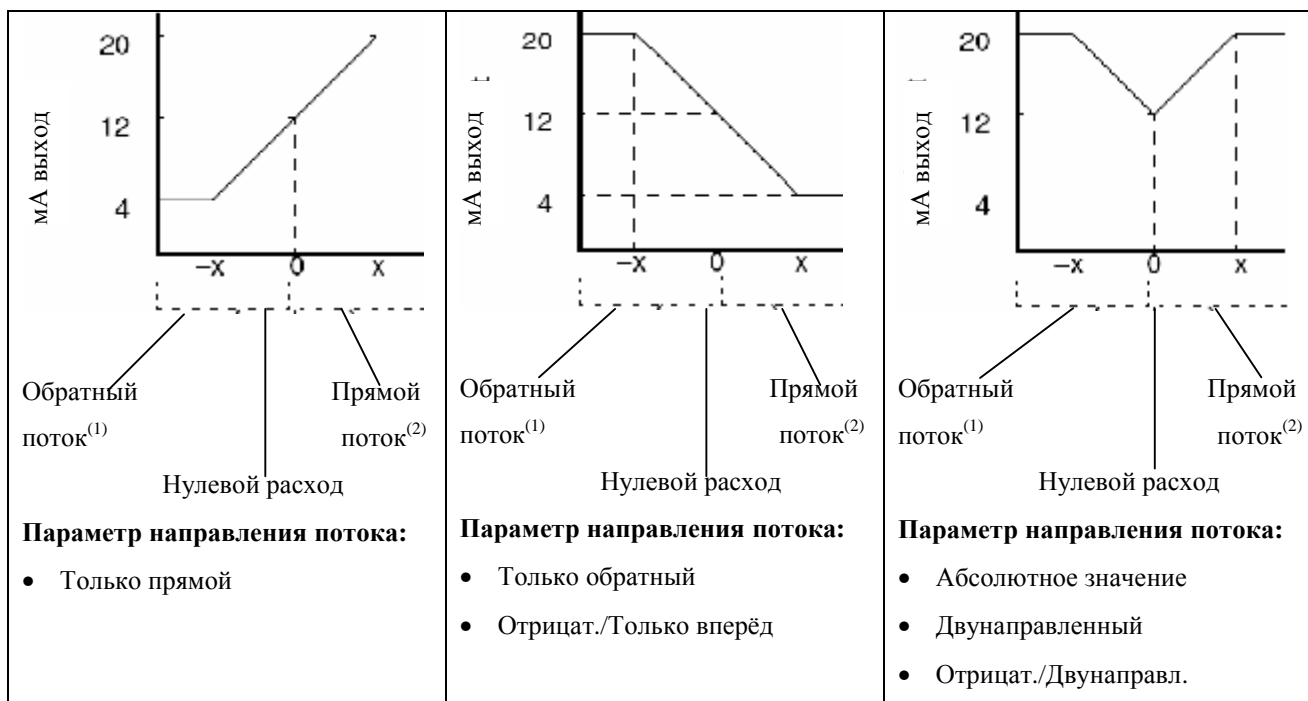 20
12
4
мА выход
–x 0 x
Обратный Прямой
поток(1) поток(2)
Нулевой расход
Параметр направления потока:
• Только прямой
20
12
4
мА выход
–x 0 x
Обратный Прямой
поток(1) поток(2)
Нулевой расход
Параметр направления потока:
• Только обратный
• Отрицат./Только вперёд
20
12
4
мА выход
–x 0 x
Обратный Прямой
поток(1) поток(2)
Нулевой расход
Параметр направления потока:
• Абсолютное значение
• Двунаправленный
• Отрицат./Двунаправл.